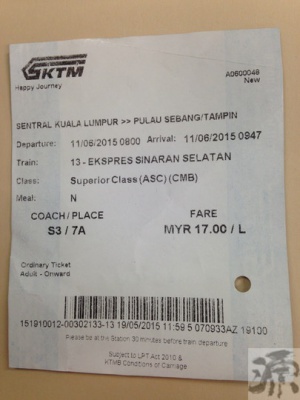 KTM
Happy Journey
A0600046
New
SENTRAL KUALA LUMPUR >> PULAU SEBANG/TAMPIN
Departure: 11/06/2015 0800 Arrival: 11/06/2015 0947
Train: 13 - EKSPRES SINARAN SELATAN
Class: Superior Class (ASC) (CMB)
Meal: N
COACH / PLACE FARE
S3 / 7A MYR 17.00 / L
Ordinary Ticket
Adult - Onward
151910012-00302133-13 19/05/2015 11:59 5 070933AZ 19100
Please be at the Station 30 minutes before train departure
Subject to LPT Act 2010 &
KTMB Conditions of Carriage
源